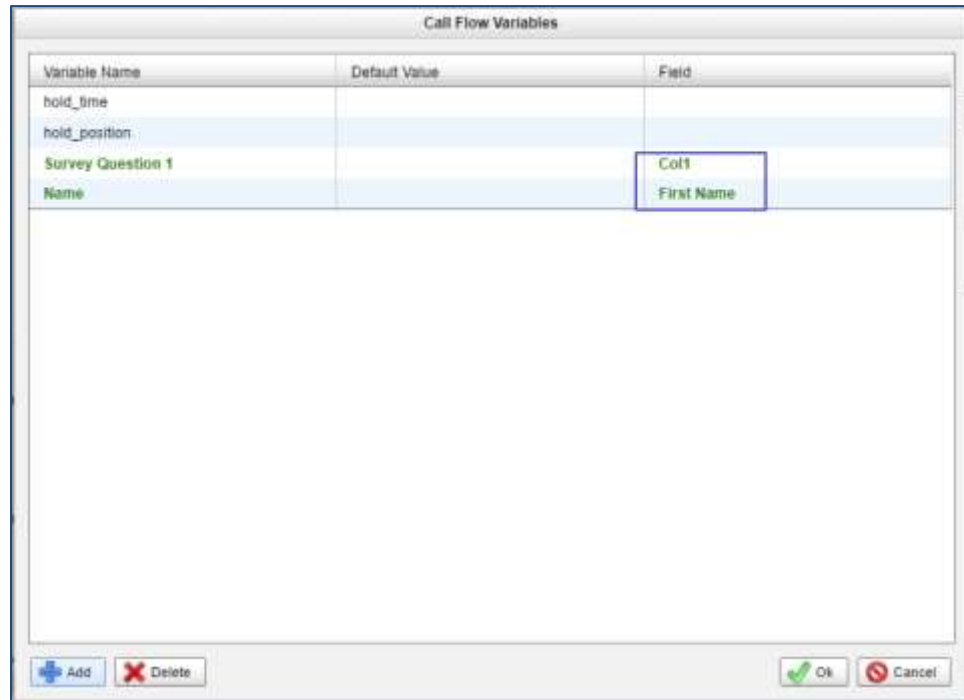 Call Flow Variables
Variable Name Default Value Field
hold_time
hold_position
Survey Question 1 Col1
Name First Name
Add Delete Ok Cancel